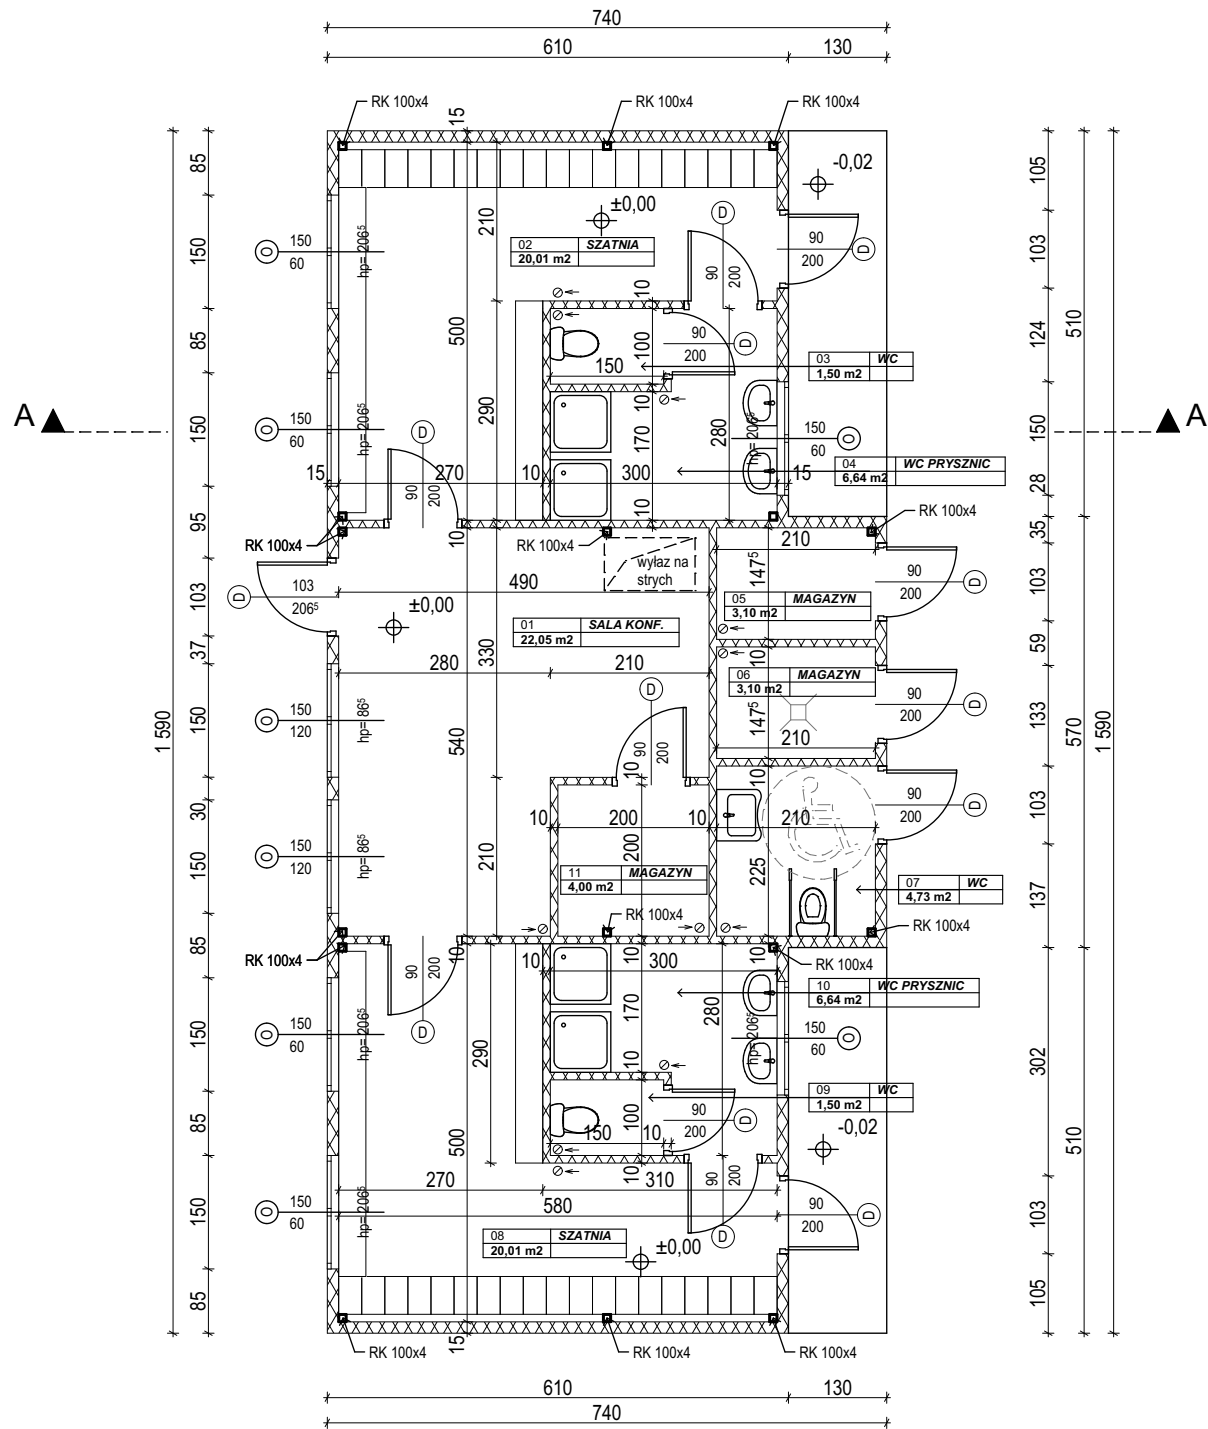 740
610 130
RK 100x4 RK 100x4 RK 100x4
15
-0,02
±0,00
02 SZATNIA
20,01 m2
85 150 85 150 95 103 37 150 30 150 85 150 85 150 85
1 590
105 103 124 150 28 35 103 59 133 103 137 302 103 105
510 570 510
1 590
O 150
60
hp= 206⁵
210
500
290
D
90
200
D
90
200
10
D
90
200
100
150
03 WC
1,50 m2
A A
O 150
60
hp= 206⁵
D
90
200
10
170
280
hp= 206⁵
150
60 O
04 WC PRYSZNIC
6,64 m2
15 270 10 300 15
10
RK 100x4
RK 100x4
10
RK 100x4
wyłaz na
strych
210
147⁵
D 103
206⁵
490
±0,00
01 SALA KONF.
22,05 m2
330
05 MAGAZYN
3,10 m2
90
200
D
10
280 210
06 MAGAZYN
3,10 m2
90
200
D
O 150
120
hp= 86⁵
540
D
90
200
147⁵
210
10
10
90
200
D
O 150
120
hp= 86⁵
10 200 10 210
200
210
225
11 MAGAZYN
4,00 m2
07 WC
4,73 m2
RK 100x4
RK 100x4
RK 100x4
RK 100x4
10
90
200
D
10 10 300 10
10 WC PRYSZNIC
6,64 m2
170
280
O 150
60
hp= 206⁵
290
hp= 206⁵
150
60 O
10
09 WC
1,50 m2
90
200
D
100
150 10
500
-0,02
10
90
200
D
270 310
580
O 150
60
hp= 206⁵
90
200
D
08 SZATNIA
20,01 m2
±0,00
15
RK 100x4 RK 100x4 RK 100x4
610 130
740